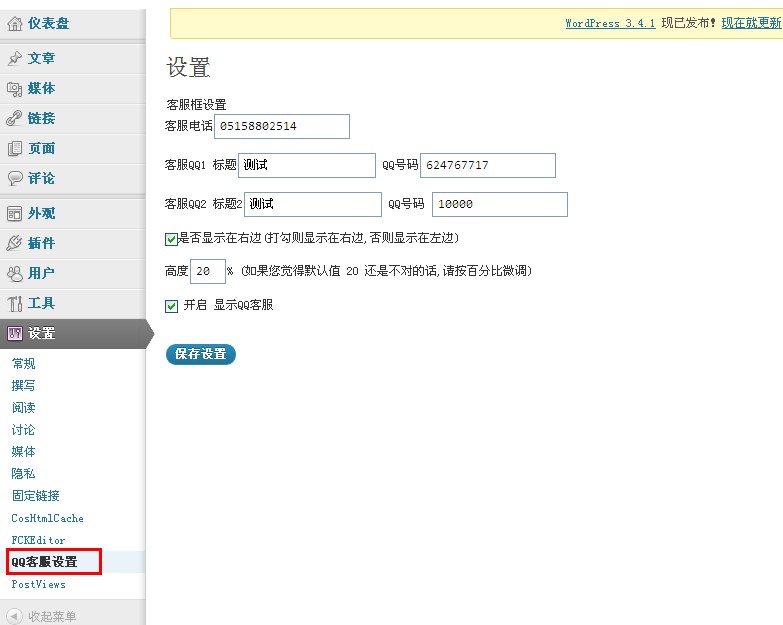 仪表盘
文章
媒体
链接
页面
评论
外观
插件
用户
工具
设置
常规
撰写
阅读
讨论
媒体
隐私
固定链接
CosHtmlCache
FCKEditor
QQ客服设置
PostViews
收起菜单
WordPress 3.4.1 现已发布! 现在就更新
设置
客服框设置
客服电话 05158802514
客服QQ1 标题 测试 QQ号码 624767717
客服QQ2 标题2 测试 QQ号码 10000
是否显示在右边(打勾则显示在右边,否则显示在左边)
高度 20 % (如果您觉得默认值 20 还是不对的话,请按百分比微调)
开启 显示QQ客服
保存设置